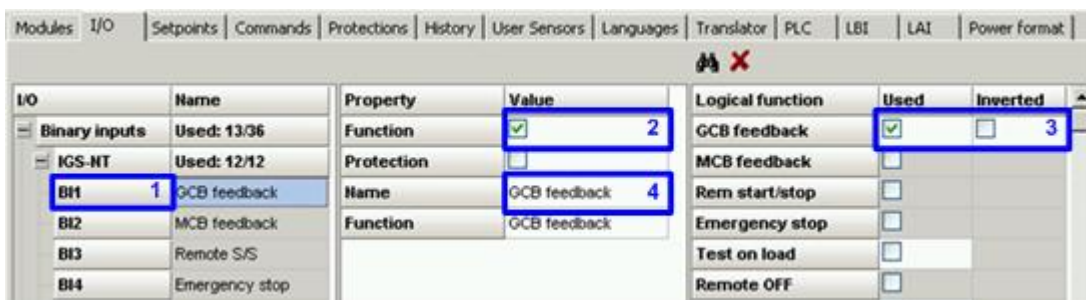 Modules I/O Setpoints Commands Protections History User Sensors Languages Translator PLC LBI LAI Power format
I/O Name Property Value Logical function Used Inverted
Binary inputs Used: 13/36 Function 2 GCB feedback 3
IGS-NT Used: 12/12 Protection MCB feedback
BI1 1 GCB feedback Name GCB feedback 4 Rem start/stop
BI2 MCB feedback Function GCB feedback Emergency stop
BI3 Remote S/S Test on load
BI4 Emergency stop Remote OFF